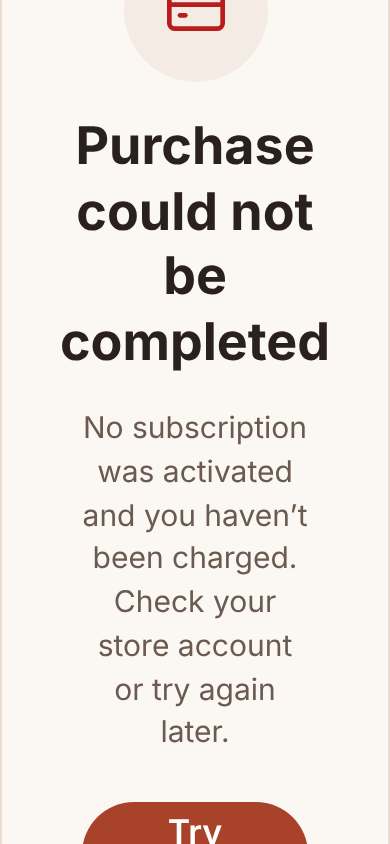 Purchase
could not
be
completed
No subscription
was activated
and you haven’t
been charged.
Check your
store account
or try again
later.
Try